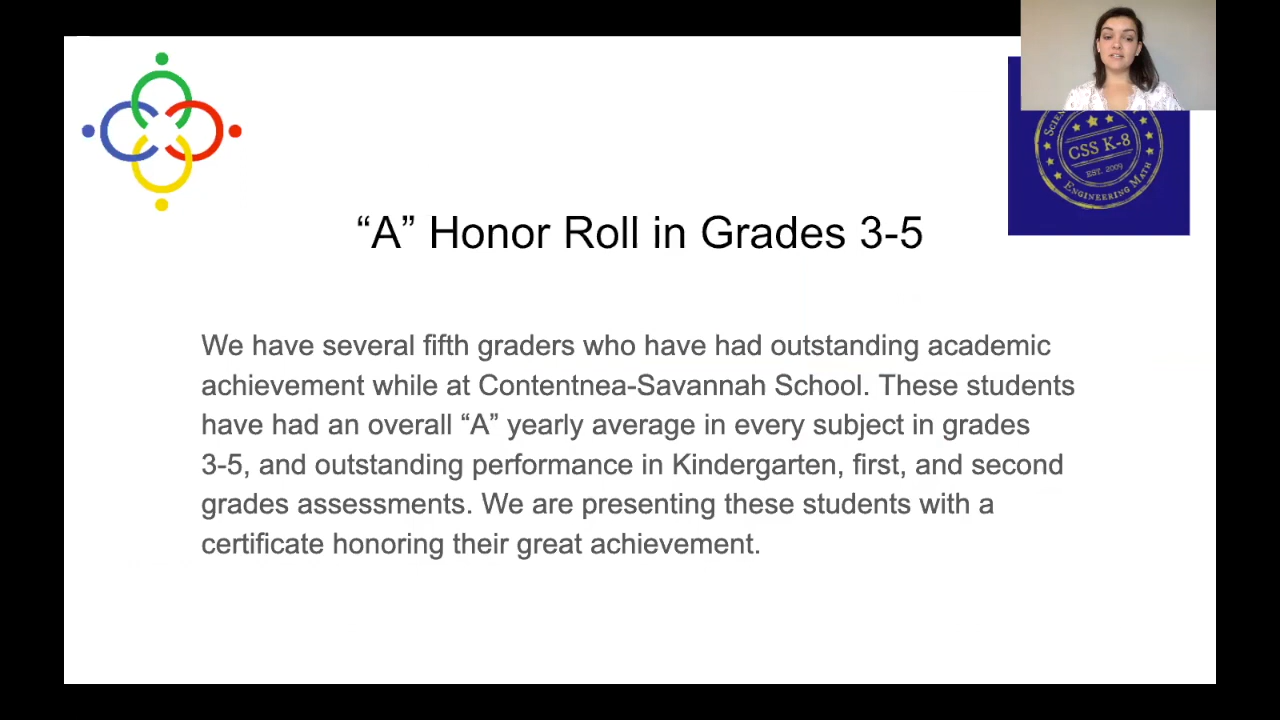 CSS K-8
EST. 2009
ENGINEERING MATH
“A” Honor Roll in Grades 3-5
We have several fifth graders who have had outstanding academic
achievement while at Contentnea-Savannah School. These students
have had an overall “A” yearly average in every subject in grades
3-5, and outstanding performance in Kindergarten, first, and second
grades assessments. We are presenting these students with a
certificate honoring their great achievement.